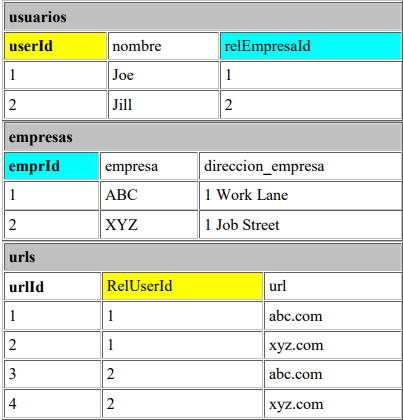 usuarios
userId nombre relEmpresaId
1 Joe 1
2 Jill 2
empresas
emprId empresa direccion_empresa
1 ABC 1 Work Lane
2 XYZ 1 Job Street
urls
urlId RelUserId url
1 1 abc.com
2 1 xyz.com
3 2 abc.com
4 2 xyz.com